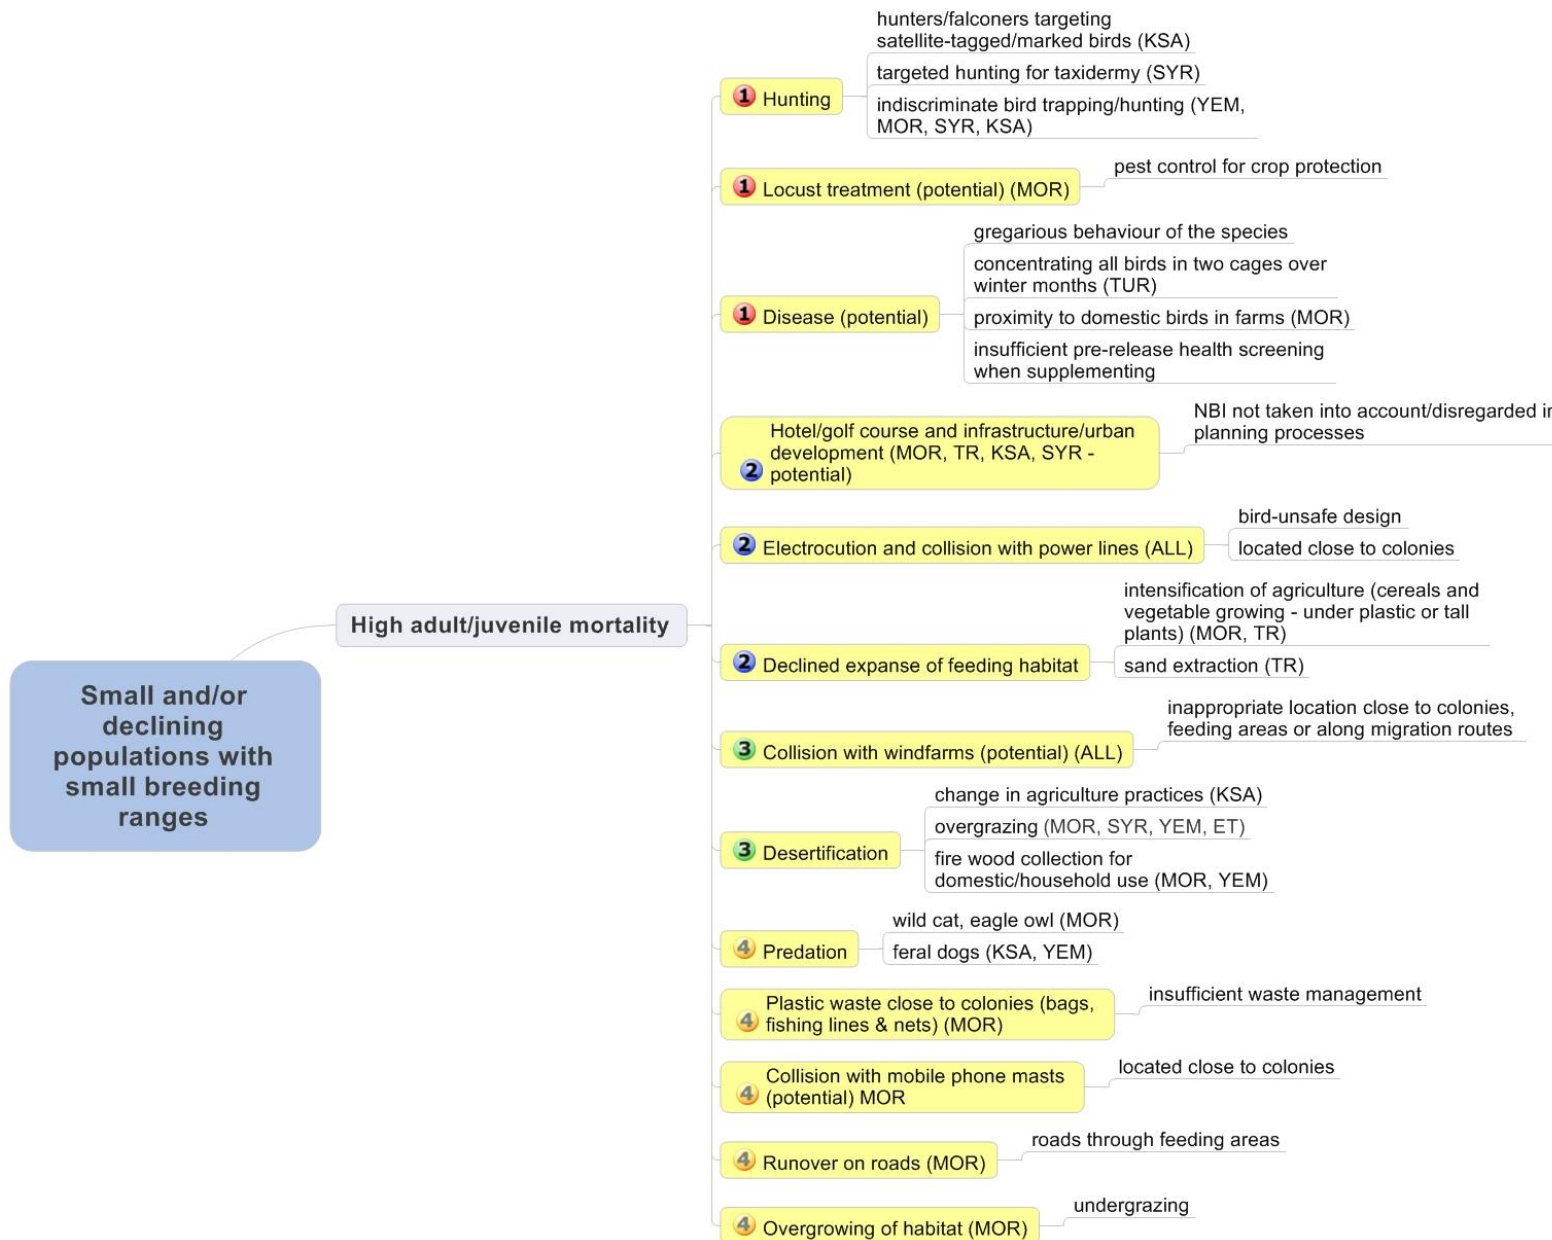 Small and/or
declining
populations with
small breeding
ranges
High adult/juvenile mortality
1 Hunting
hunters/falconers targeting
satellite-tagged/marked birds (KSA)
targeted hunting for taxidermy (SYR)
indiscriminate bird trapping/hunting (YEM,
MOR, SYR, KSA)
1 Locust treatment (potential) (MOR)
pest control for crop protection
1 Disease (potential)
gregarious behaviour of the species
concentrating all birds in two cages over
winter months (TUR)
proximity to domestic birds in farms (MOR)
insufficient pre-release health screening
when supplementing
Hotel/golf course and infrastructure/urban
development (MOR, TR, KSA, SYR -
2 potential)
NBI not taken into account/disregarded in
planning processes
2 Electrocution and collision with power lines (ALL)
bird-unsafe design
located close to colonies
2 Declined expanse of feeding habitat
intensification of agriculture (cereals and
vegetable growing - under plastic or tall
plants) (MOR, TR)
sand extraction (TR)
3 Collision with windfarms (potential) (ALL)
inappropriate location close to colonies,
feeding areas or along migration routes
3 Desertification
change in agriculture practices (KSA)
overgrazing (MOR, SYR, YEM, ET)
fire wood collection for
domestic/household use (MOR, YEM)
4 Predation
wild cat, eagle owl (MOR)
feral dogs (KSA, YEM)
Plastic waste close to colonies (bags,
4 fishing lines & nets) (MOR)
insufficient waste management
Collision with mobile phone masts
4 (potential) MOR
located close to colonies
4 Runover on roads (MOR)
roads through feeding areas
4 Overgrowing of habitat (MOR)
undergrazing